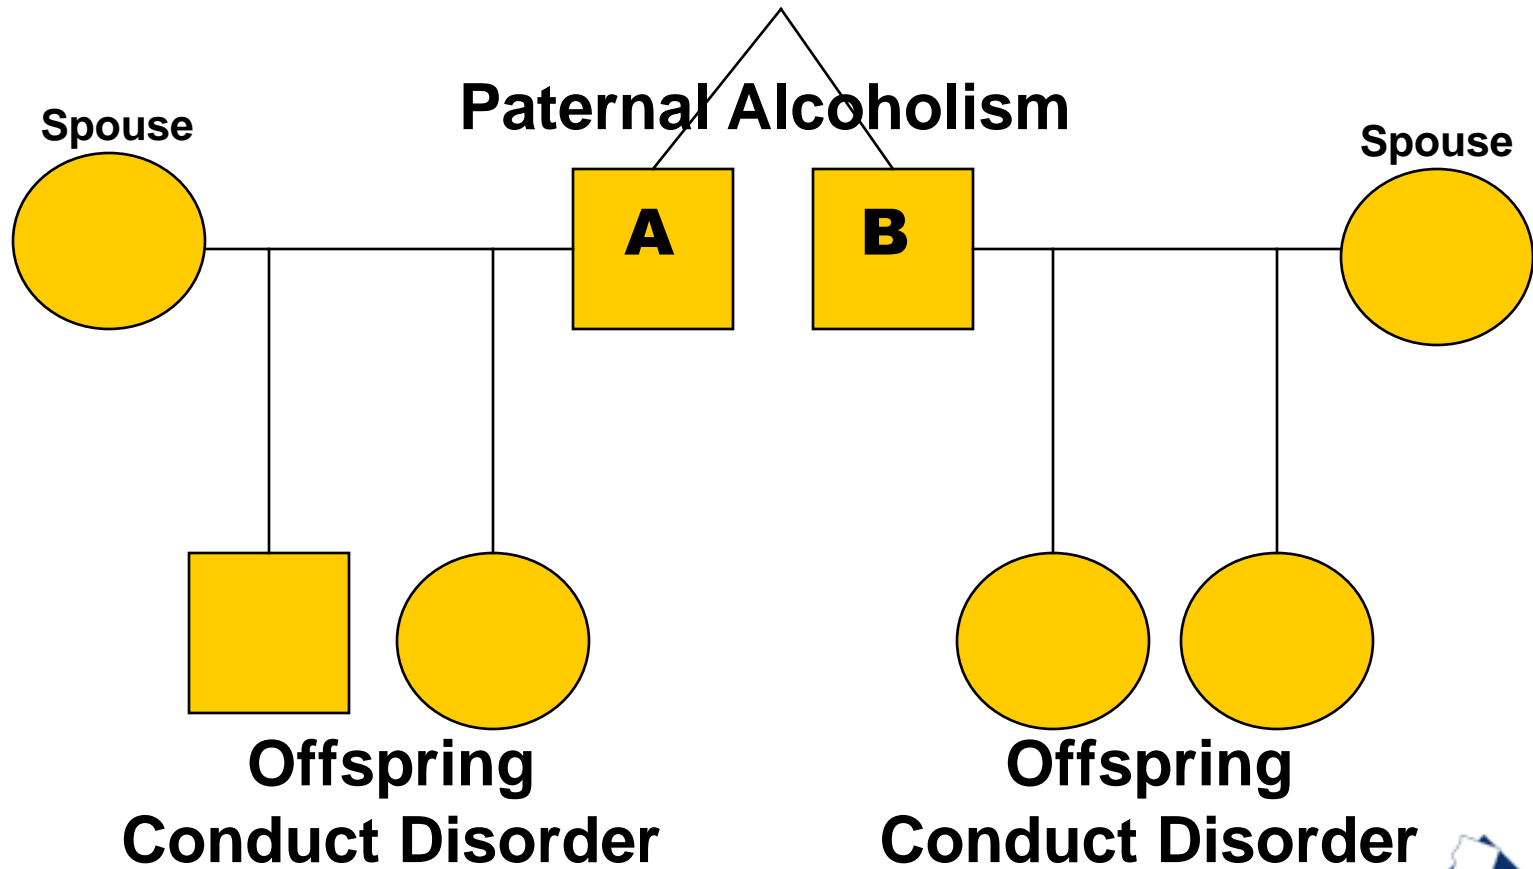 Paternal Alcoholism
Spouse
Spouse
A
B
Offspring
Conduct Disorder
Offspring
Conduct Disorder